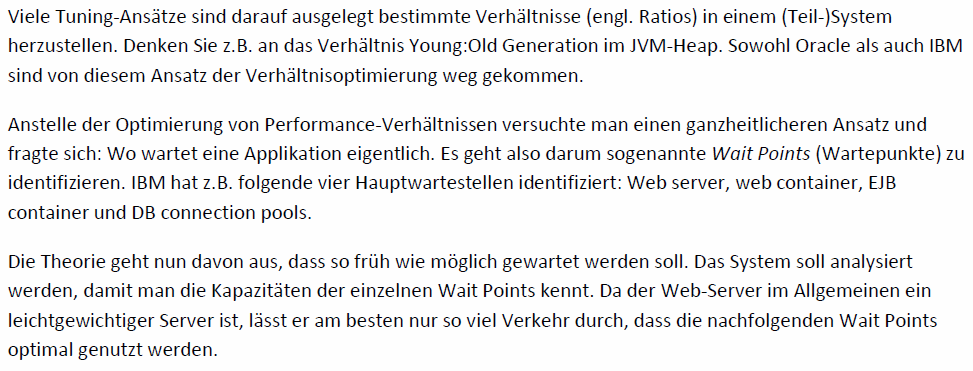 Viele Tuning-Ansätze sind darauf ausgelegt bestimmte Verhältnisse (engl. Ratios) in einem (Teil-)System
herzustellen. Denken Sie z.B. an das Verhältnis Young:Old Generation im JVM-Heap. Sowohl Oracle als auch IBM
sind von diesem Ansatz der Verhältnisoptimierung weg gekommen.
Anstelle der Optimierung von Performance-Verhältnissen versuchte man einen ganzheitlicheren Ansatz und
fragte sich: Wo wartet eine Applikation eigentlich. Es geht also darum sogenannte Wait Points (Wartepunkte) zu
identifizieren. IBM hat z.B. folgende vier Hauptwartestellen identifiziert: Web server, web container, EJB
container und DB connection pools.
Die Theorie geht nun davon aus, dass so früh wie möglich gewartet werden soll. Das System soll analysiert
werden, damit man die Kapazitäten der einzelnen Wait Points kennt. Da der Web-Server im Allgemeinen ein
leichtgewichtiger Server ist, lässt er am besten nur so viel Verkehr durch, dass die nachfolgenden Wait Points
optimal genutzt werden.